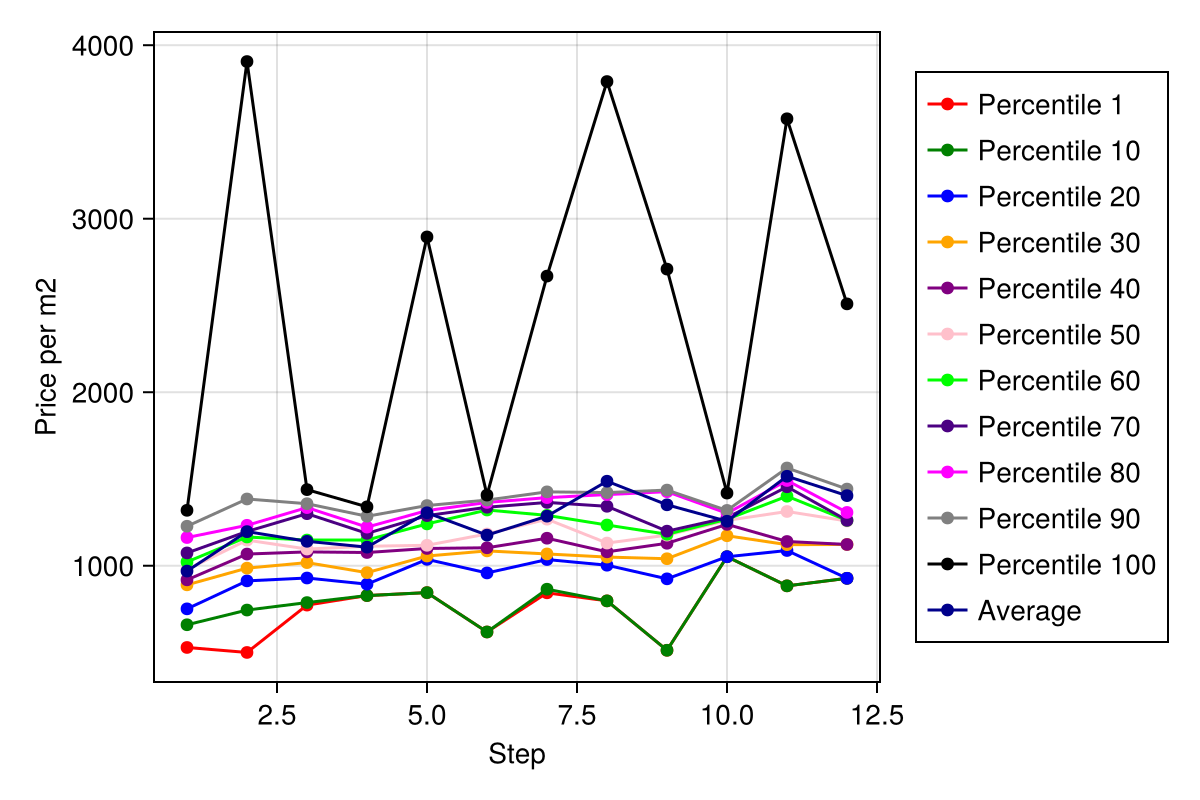 4000
3000
2000
1000
Price per m2
2.5 5.0 7.5 10.0 12.5
Step
Percentile 1
Percentile 10
Percentile 20
Percentile 30
Percentile 40
Percentile 50
Percentile 60
Percentile 70
Percentile 80
Percentile 90
Percentile 100
Average